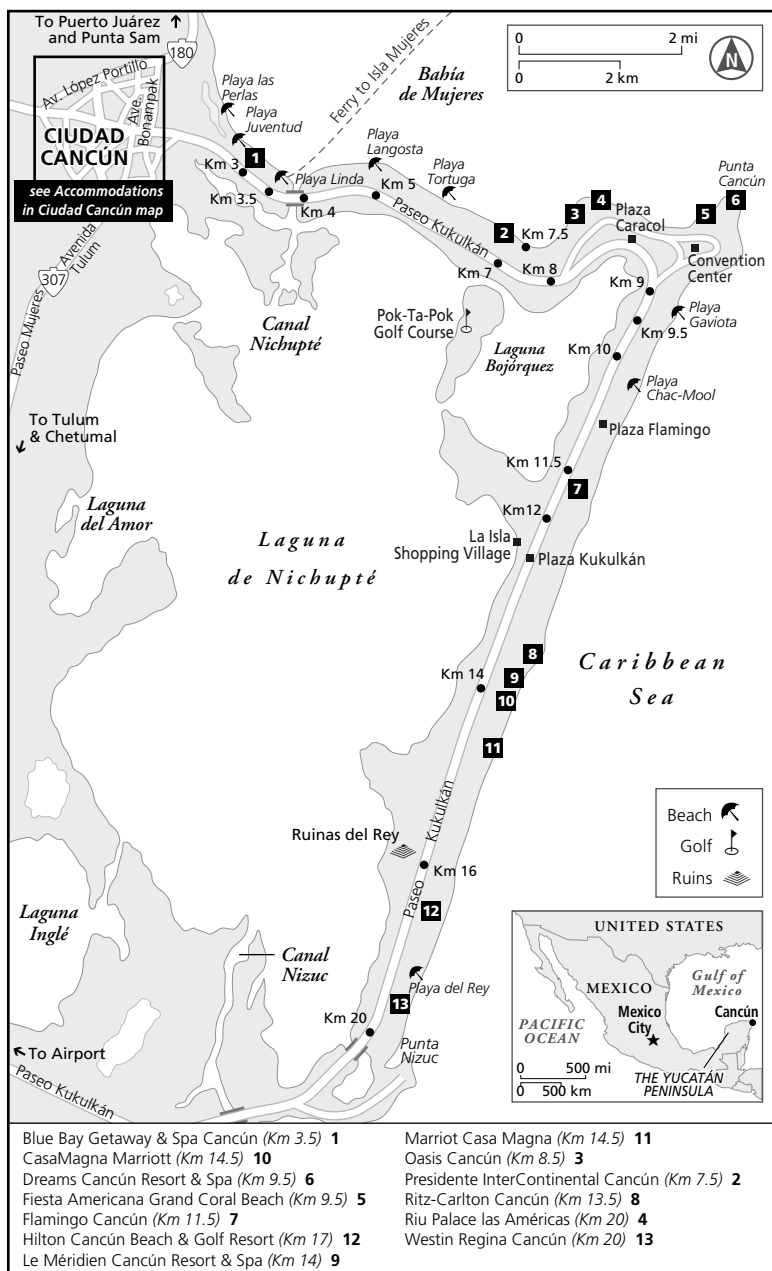 To Puerto Juárez
and Punta Sam
180
Av. López Portillo
Ave.
Bonampak
CIUDAD
CANCÚN
see Accommodations
in Ciudad Cancún map
Avenida
Tulum
307
Paseo Mujeres
To Tulum
& Chetumal
0 2 mi
0 2 km
N
Playa las
Perlas
Playa
Juventud
Ferry to Isla Mujeres
Bahía
de Mujeres
1
Km 3
Km 3.5
Playa Linda
Km 4
Playa
Langosta
Km 5
Playa
Tortuga
Paseo Kukulkán
2
Km 7.5
3
4
Plaza
Caracol
5
6
Punta
Cancún
Convention
Center
Km 7
Km 8
Km 9
Playa
Gaviota
Km 9.5
Km 10
Canal
Nichupté
Pok-Ta-Pok
Golf Course
Laguna
Bojórquez
Playa
Chac-Mool
Plaza Flamingo
Km 11.5
7
Km12
La Isla
Shopping Village
Plaza Kukulkán
Laguna
del Amor
Laguna
de Nichupté
8
Km 14
9
10
11
Caribbean
Sea
Paseo Kukulkán
Ruinas del Rey
Km 16
12
Beach
Golf
Ruins
Laguna
Inglé
Canal
Nizuc
Playa del Rey
13
Km 20
Punta
Nizuc
To Airport
Paseo Kukulkán
UNITED STATES
MEXICO
Gulf of
Mexico
Mexico
City
Cancún
PACIFIC
OCEAN
0 500 mi
0 500 km
THE YUCATÁN
PENINSULA
Blue Bay Getaway & Spa Cancún (Km 3.5) 1
CasaMagna Marriott (Km 14.5) 10
Dreams Cancún Resort & Spa (Km 9.5) 6
Fiesta Americana Grand Coral Beach (Km 9.5) 5
Flamingo Cancún (Km 11.5) 7
Hilton Cancún Beach & Golf Resort (Km 17) 12
Le Méridien Cancún Resort & Spa (Km 14) 9
Marriot Casa Magna (Km 14.5) 11
Oasis Cancún (Km 8.5) 3
Presidente InterContinental Cancún (Km 7.5) 2
Ritz-Carlton Cancún (Km 13.5) 8
Riu Palace las Américas (Km 20) 4
Westin Regina Cancún (Km 20) 13